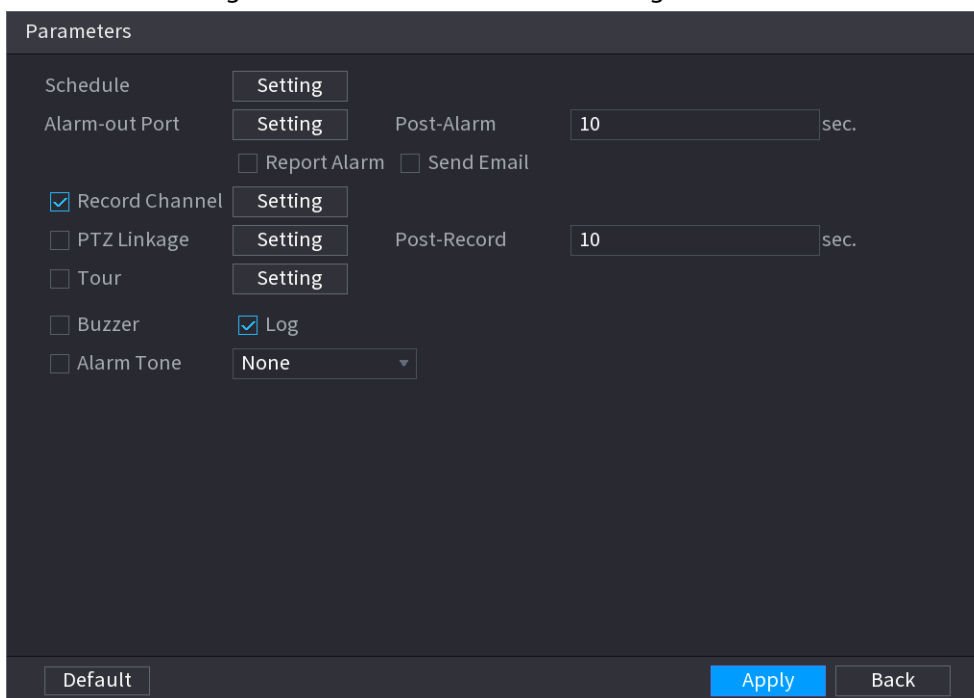 Parameters
Schedule Setting
Alarm-out Port Setting Post-Alarm 10 sec.
Report Alarm Send Email
Record Channel Setting
PTZ Linkage Setting Post-Record 10 sec.
Tour Setting
Buzzer Log
Alarm Tone None
Default Apply Back